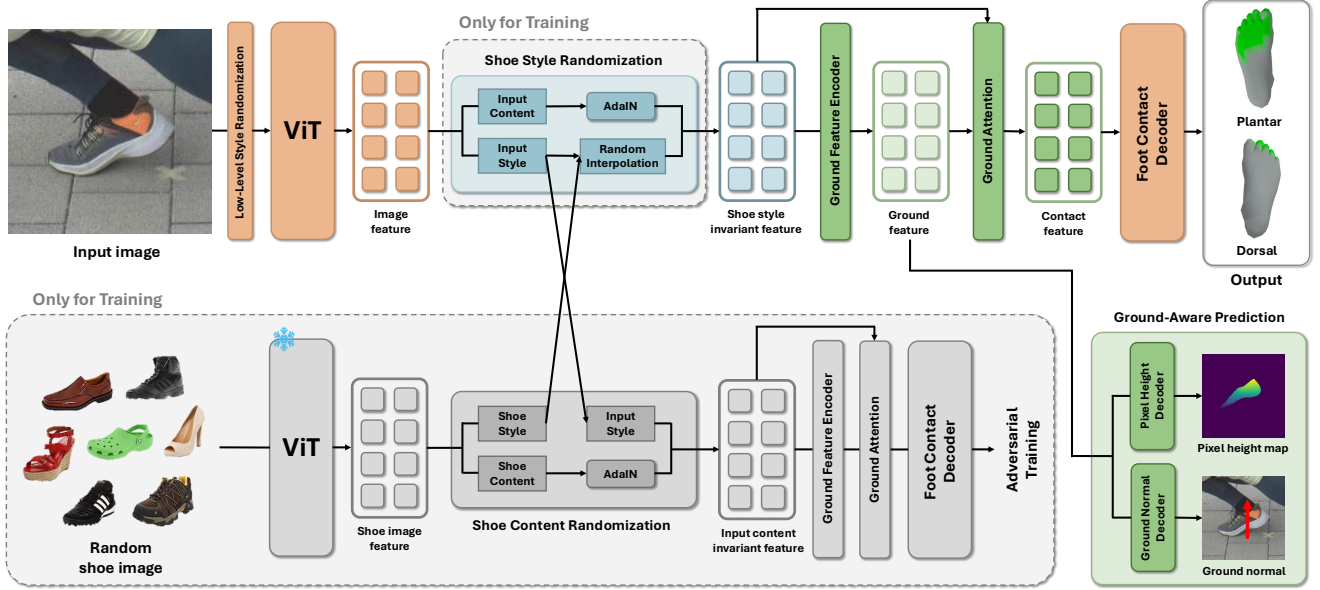 Only for Training
Input image
Low-Level Style Randomization
ViT
Image
feature
Shoe Style Randomization
Input
Content
AdaIN
Input
Style
Random
Interpolation
Shoe style
invariant feature
Ground Feature Encoder
Ground
feature
Ground Attention
Contact
feature
Foot Contact
Decoder
Plantar
Dorsal
Output
Only for Training
Random
shoe image
ViT
Shoe image
feature
Shoe
Style
Input
Style
Shoe
Content
AdaIN
Shoe Content Randomization
Input content
invariant feature
Ground Feature Encoder
Ground Attention
Foot Contact
Decoder
Adversarial
Training
Ground-Aware Prediction
Pixel Height
Decoder
Pixel height map
Ground Normal
Decoder
Ground normal